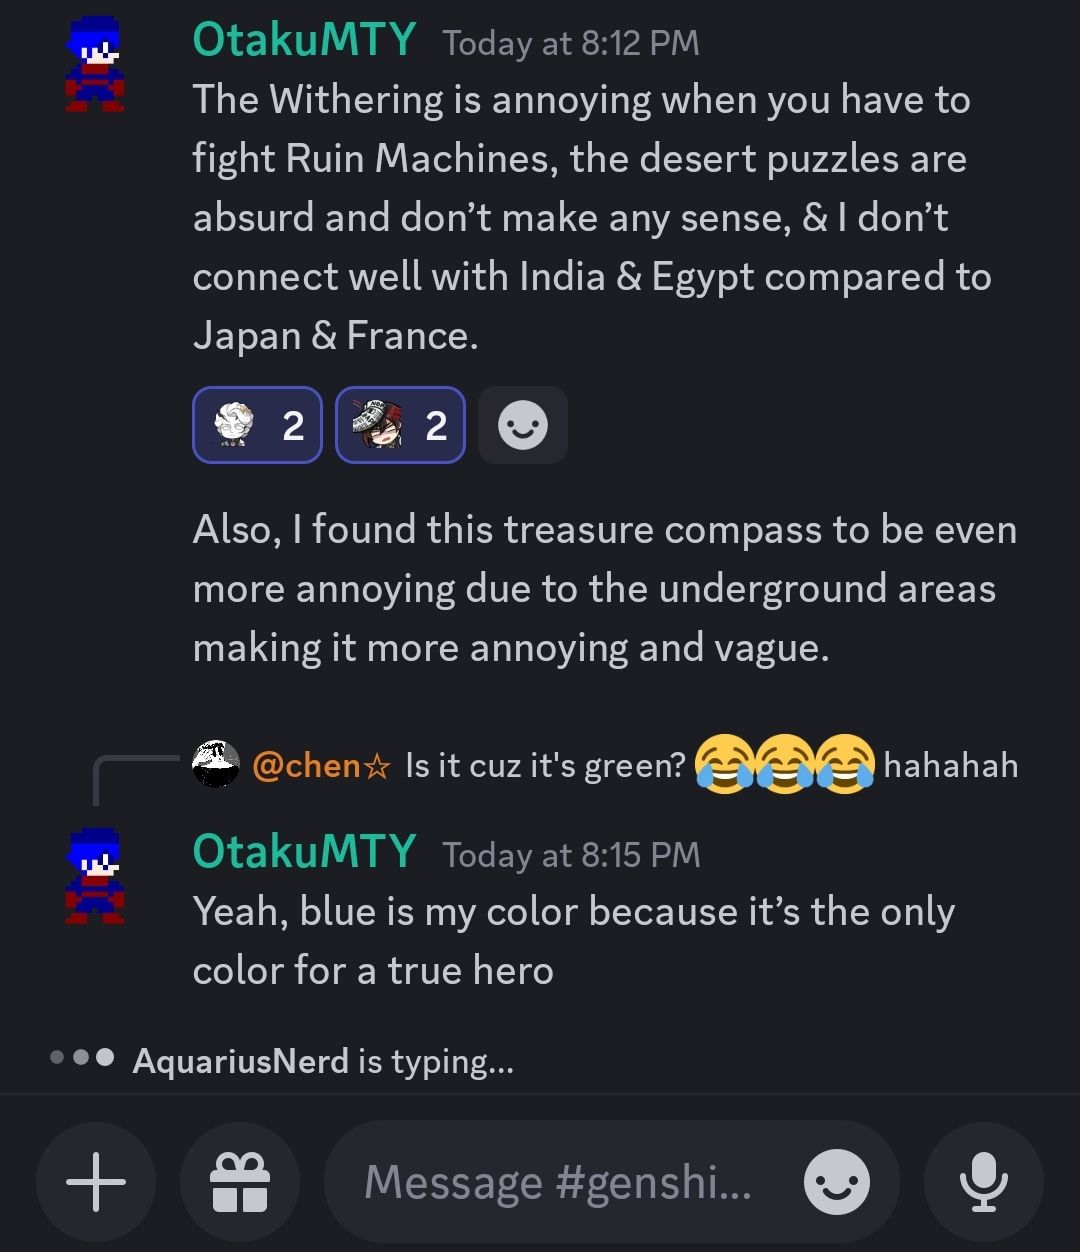 OtakuMTY Today at 8:12 PM
The Withering is annoying when you have to
fight Ruin Machines, the desert puzzles are
absurd and don’t make any sense, & I don’t
connect well with India & Egypt compared to
Japan & France.
2 2
Also, I found this treasure compass to be even
more annoying due to the underground areas
making it more annoying and vague.
@chen☆ Is it cuz it's green? 😂😂😂 hahahah
OtakuMTY Today at 8:15 PM
Yeah, blue is my color because it’s the only
color for a true hero
AquariusNerd is typing...
Message #genshi...